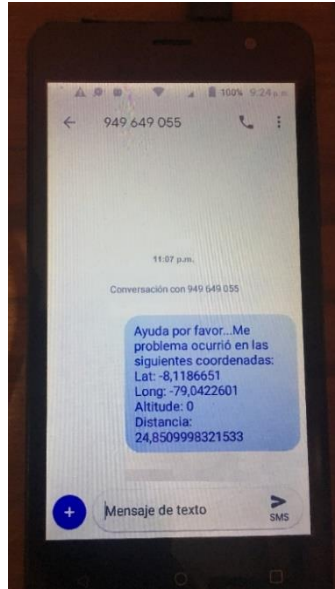 100% 9:24 p.m.
949 649 055
11:07 p.m.
Conversación con 949 649 055
Ayuda por favor...Me
problema ocurrió en las
siguientes coordenadas:
Lat: -8,1186651
Long: -79,0422601
Altitude: 0
Distancia:
24,8509998321533
Mensaje de texto
SMS